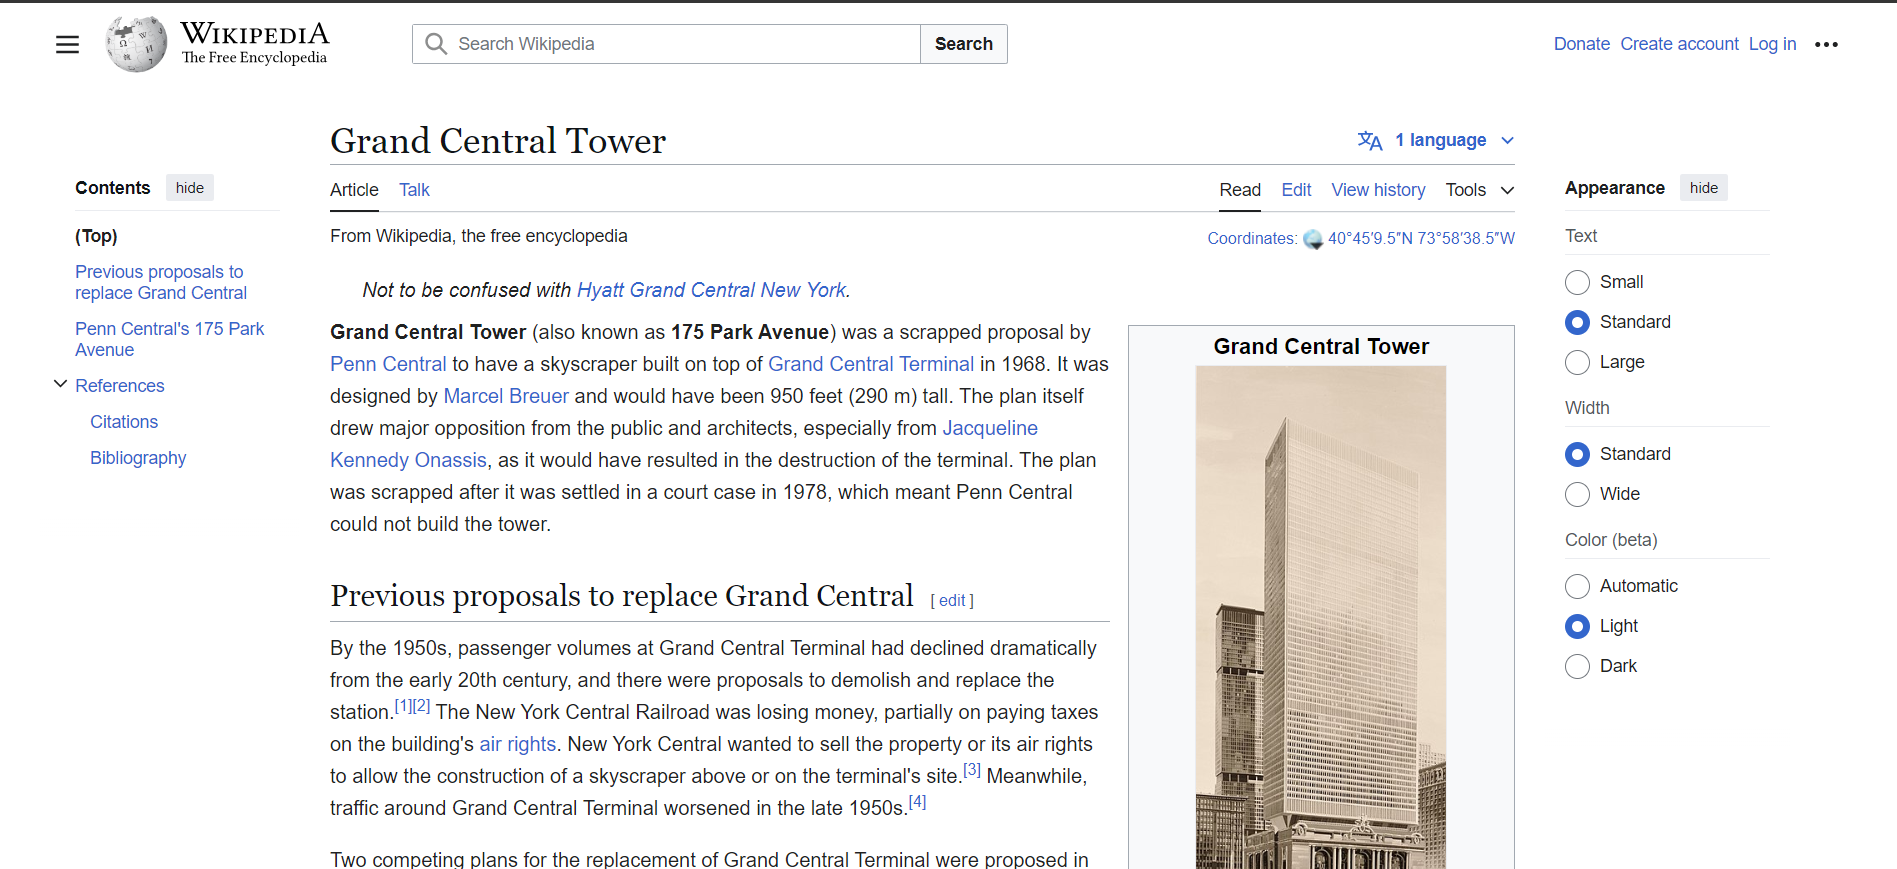 WIKIPEDIA
The Free Encyclopedia
Search Wikipedia
Search
Donate Create account Log in
Grand Central Tower
1 language
Contents hide
(Top)
Previous proposals to
replace Grand Central
Penn Central's 175 Park
Avenue
References
Citations
Bibliography
Article Talk
Read Edit View history Tools
From Wikipedia, the free encyclopedia
Coordinates: 40°45′9.5″N 73°58′38.5″W
Not to be confused with Hyatt Grand Central New York.
Grand Central Tower (also known as 175 Park Avenue) was a scrapped proposal by
Penn Central to have a skyscraper built on top of Grand Central Terminal in 1968. It was
designed by Marcel Breuer and would have been 950 feet (290 m) tall. The plan itself
drew major opposition from the public and architects, especially from Jacqueline
Kennedy Onassis, as it would have resulted in the destruction of the terminal. The plan
was scrapped after it was settled in a court case in 1978, which meant Penn Central
could not build the tower.
Previous proposals to replace Grand Central [ edit ]
By the 1950s, passenger volumes at Grand Central Terminal had declined dramatically
from the early 20th century, and there were proposals to demolish and replace the
station.[1][2] The New York Central Railroad was losing money, partially on paying taxes
on the building's air rights. New York Central wanted to sell the property or its air rights
to allow the construction of a skyscraper above or on the terminal's site.[3] Meanwhile,
traffic around Grand Central Terminal worsened in the late 1950s.[4]
Two competing plans for the replacement of Grand Central Terminal were proposed in
Grand Central Tower
Appearance hide
Text
Small
Standard
Large
Width
Standard
Wide
Color (beta)
Automatic
Light
Dark